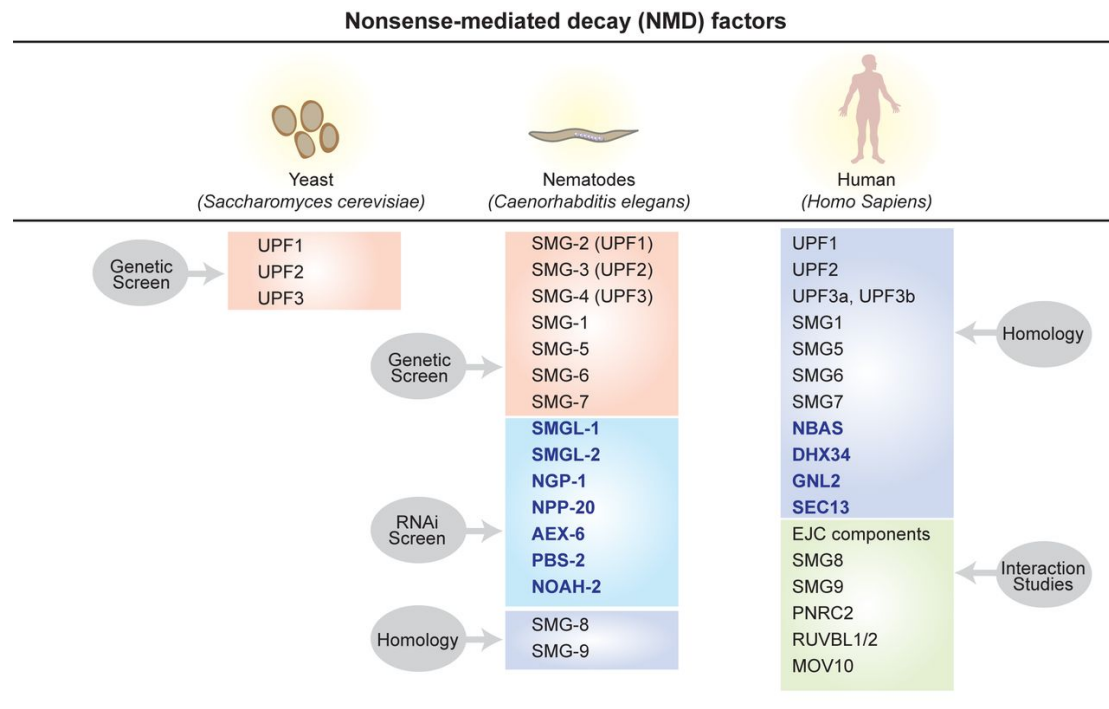 Nonsense-mediated decay (NMD) factors
Yeast
(Saccharomyces cerevisiae)
Nematodes
(Caenorhabditis elegans)
Human
(Homo Sapiens)
Genetic
Screen
UPF1
UPF2
UPF3
Genetic
Screen
SMG-2 (UPF1)
SMG-3 (UPF2)
SMG-4 (UPF3)
SMG-1
SMG-5
SMG-6
SMG-7
RNAi
Screen
SMGL-1
SMGL-2
NGP-1
NPP-20
AEX-6
PBS-2
NOAH-2
Homology
SMG-8
SMG-9
UPF1
UPF2
UPF3a, UPF3b
SMG1
SMG5
SMG6
SMG7
NBAS
DHX34
GNL2
SEC13
Homology
EJC components
SMG8
SMG9
PNRC2
RUVBL1/2
MOV10
Interaction
Studies